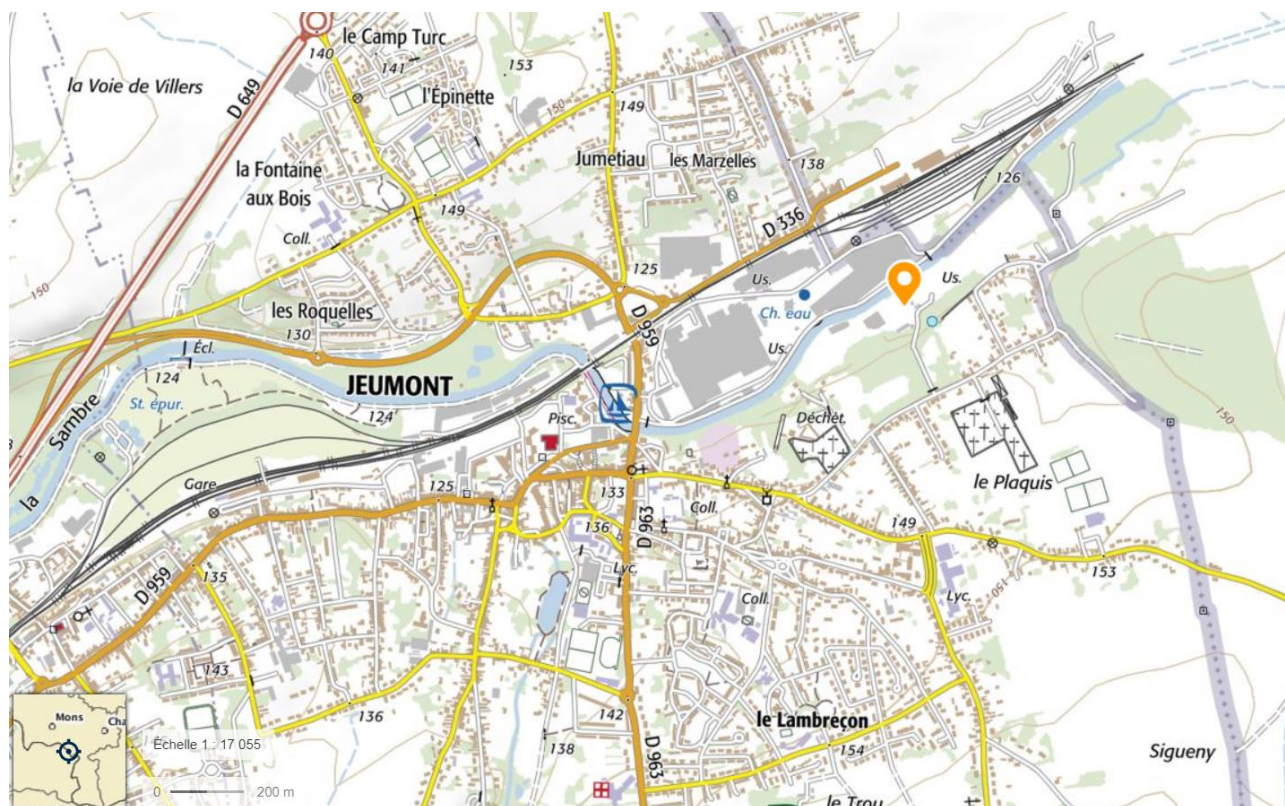 le Camp Turc
140
141
153
la Voie de Villers
D 649
l'Épinette
149
150
Jumetiau
les Marzelles
138
126
la Fontaine
aux Bois
149
D 336
Coll.
150
125
Us.
Us.
les Roquelles
Ch. eau
130
D 959
Us.
Écl.
124
JEUMONT
124
St. épur.
la Sambre
Pisc.
Déchèt.
150
Gare
le Plaquis
125
133
Coll.
149
136
D 963
153
D 959
135
Lyc.
150
Coll.
Lyc.
143
136
142
le Lambreçon
Mons
Cha
138
154
Échelle 1 : 17 055
D 963
Sigueny
0
200 m
le Trou